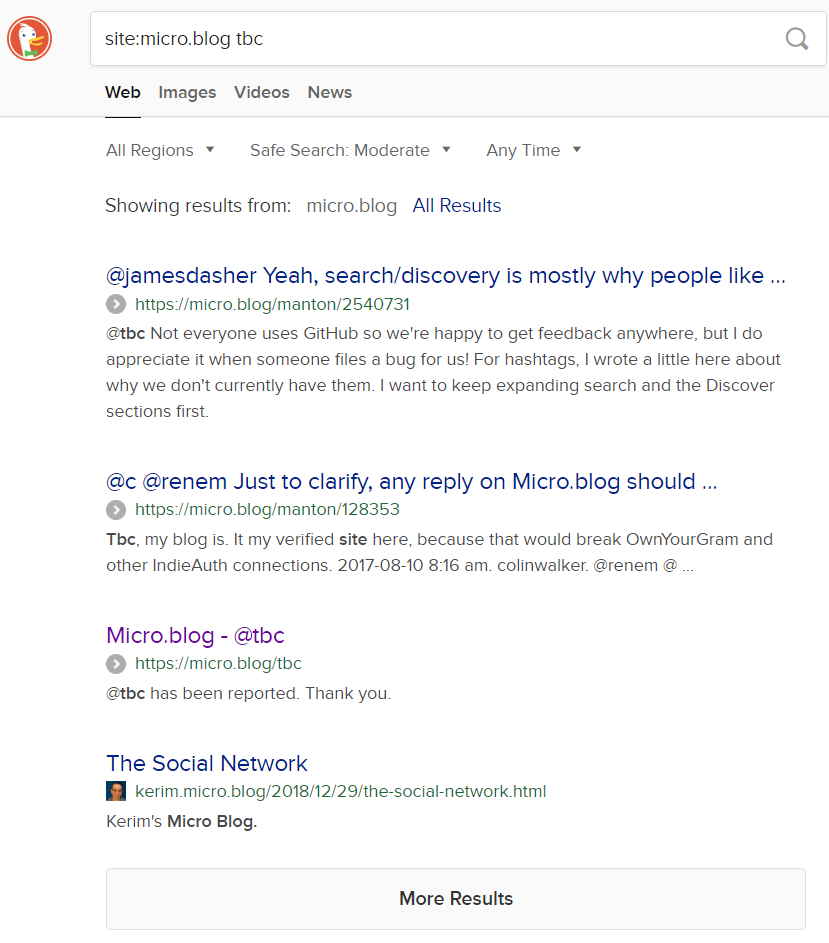 site:micro.blog tbc
Web Images Videos News
All Regions Safe Search: Moderate Any Time
Showing results from: micro.blog All Results
@jamesdasher Yeah, search/discovery is mostly why people like ...
https://micro.blog/manton/2540731
@tbc Not everyone uses GitHub so we're happy to get feedback anywhere, but I do
appreciate it when someone files a bug for us! For hashtags, I wrote a little here about
why we don't currently have them. I want to keep expanding search and the Discover
sections first.
@c @renem Just to clarify, any reply on Micro.blog should ...
https://micro.blog/manton/128353
Tbc, my blog is. It my verified site here, because that would break OwnYourGram and
other IndieAuth connections. 2017-08-10 8:16 am. colinwalker. @renem @ ...
Micro.blog - @tbc
https://micro.blog/tbc
@tbc has been reported. Thank you.
The Social Network
kerim.micro.blog/2018/12/29/the-social-network.html
Kerim's Micro Blog.
More Results